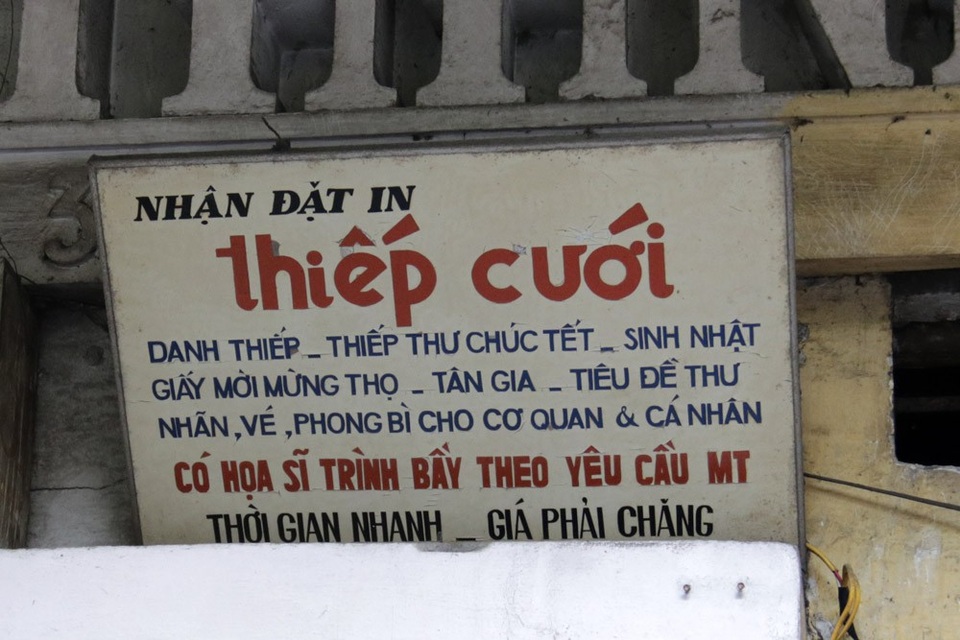 NHẬN ĐẶT IN
thiếp cưới
DANH THIẾP _ THIẾP THƯ CHÚC TẾT _ SINH NHẬT
GIẤY MỜI MỪNG THỌ _ TÂN GIA _ TIÊU ĐỀ THƯ
NHÃN , VÉ , PHONG BÌ CHO CƠ QUAN & CÁ NHÂN
CÓ HỌA SĨ TRÌNH BẦY THEO YÊU CẦU MT
THỜI GIAN NHANH _ GIÁ PHẢI CHĂNG